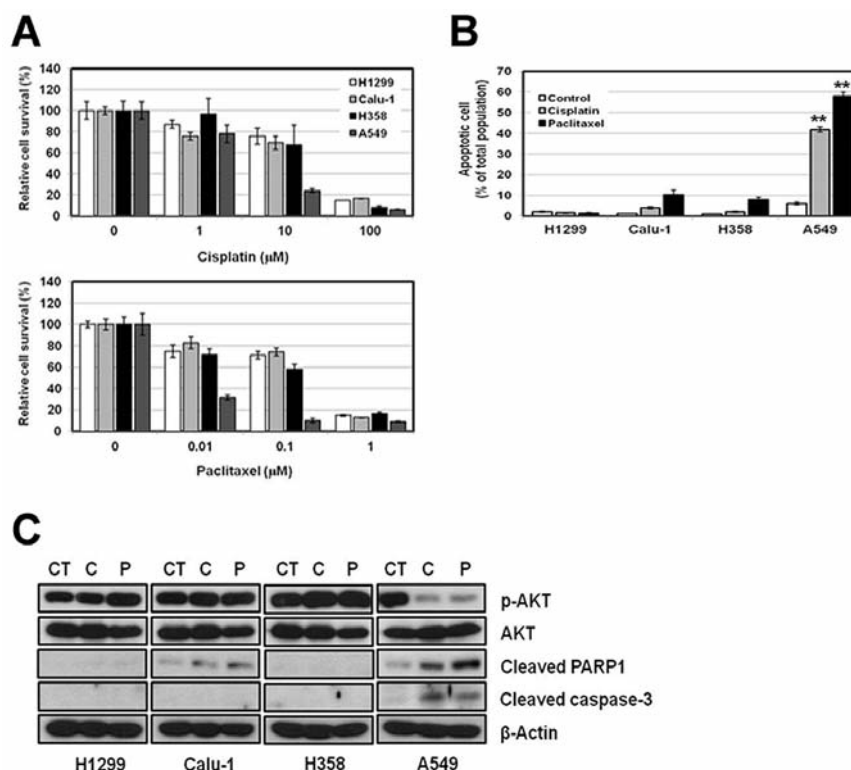 A
Relative cell survival (%)
140
120
100
80
60
40
20
0
H1299
Calu-1
H358
A549
0 1 10 100
Cisplatin (μM)
Relative cell survival (%)
140
120
100
80
60
40
20
0
0 0.01 0.1 1
Paclitaxel (μM)
B
Apoptotic cell
(% of total population)
70
60
50
40
30
20
10
0
Control
Cisplatin
Paclitaxel
** **
H1299 Calu-1 H358 A549
C
CT C P CT C P CT C P CT C P
p-AKT
AKT
Cleaved PARP1
Cleaved caspase-3
β-Actin
H1299 Calu-1 H358 A549